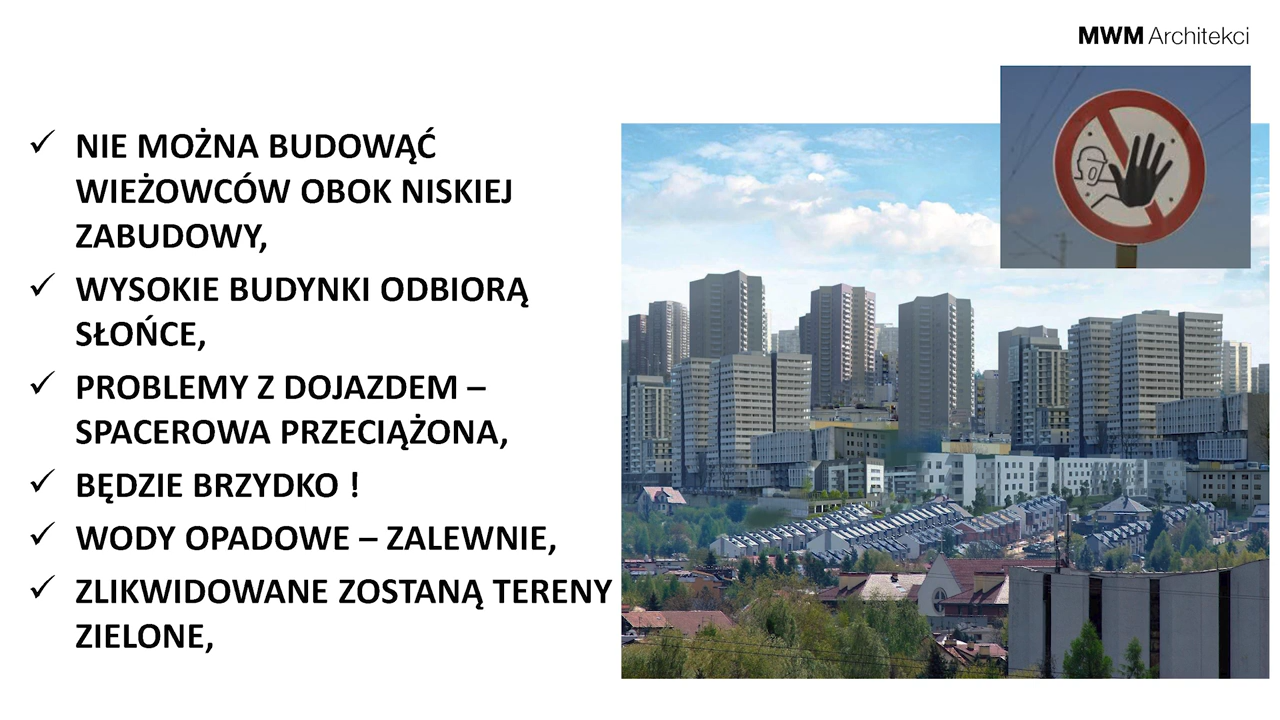 MWM Architekci
✓ NIE MOŻNA BUDOWĄĆ
WIEŻOWCÓW OBOK NISKIEJ
ZABUDOWY,
✓ WYSOKIE BUDYNKI ODBIORĄ
SŁOŃCE,
✓ PROBLEMY Z DOJAZDEM –
SPACEROWA PRZECIĄŻONA,
✓ BĘDZIE BRZYDKO !
✓ WODY OPADOWE – ZALEWNIE,
✓ ZLIKWIDOWANE ZOSTANĄ TERENY
ZIELONE,